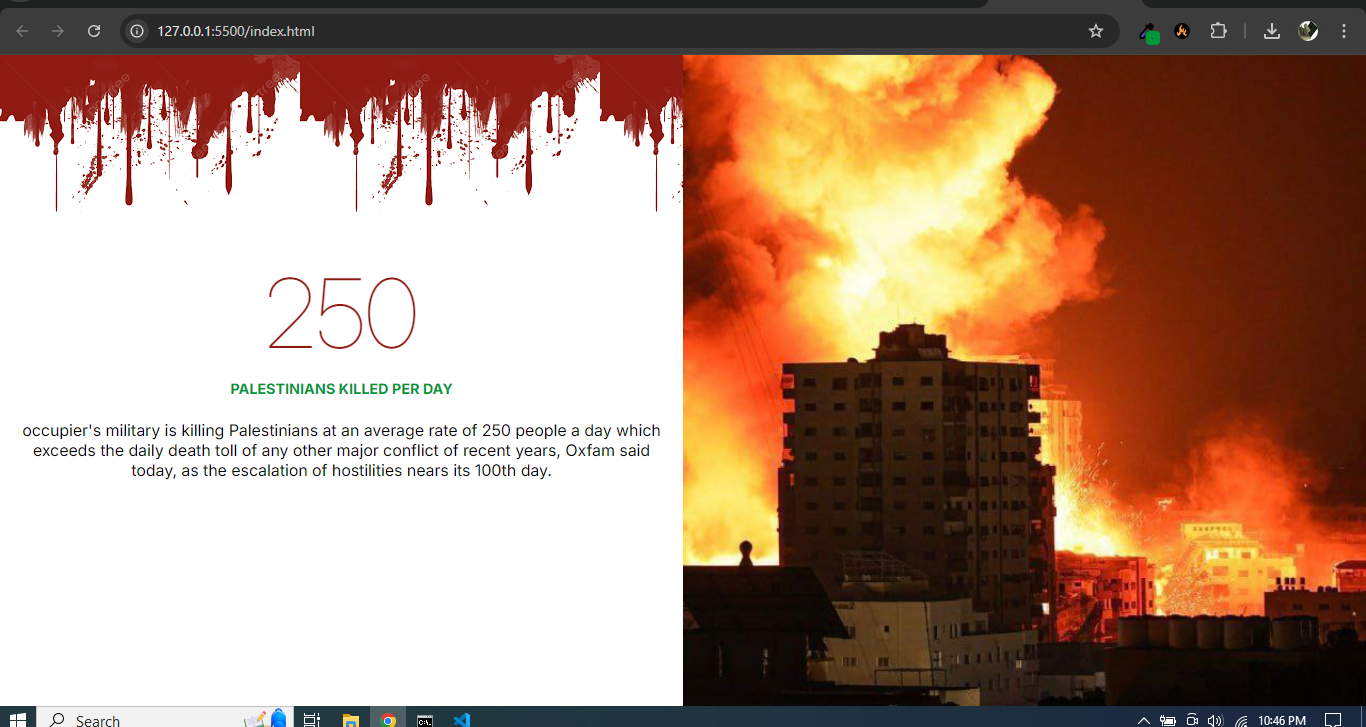 127.0.0.1:5500/index.html
250
PALESTINIANS KILLED PER DAY
occupier's military is killing Palestinians at an average rate of 250 people a day which
exceeds the daily death toll of any other major conflict of recent years, Oxfam said
today, as the escalation of hostilities nears its 100th day.
Search
10:46 PM